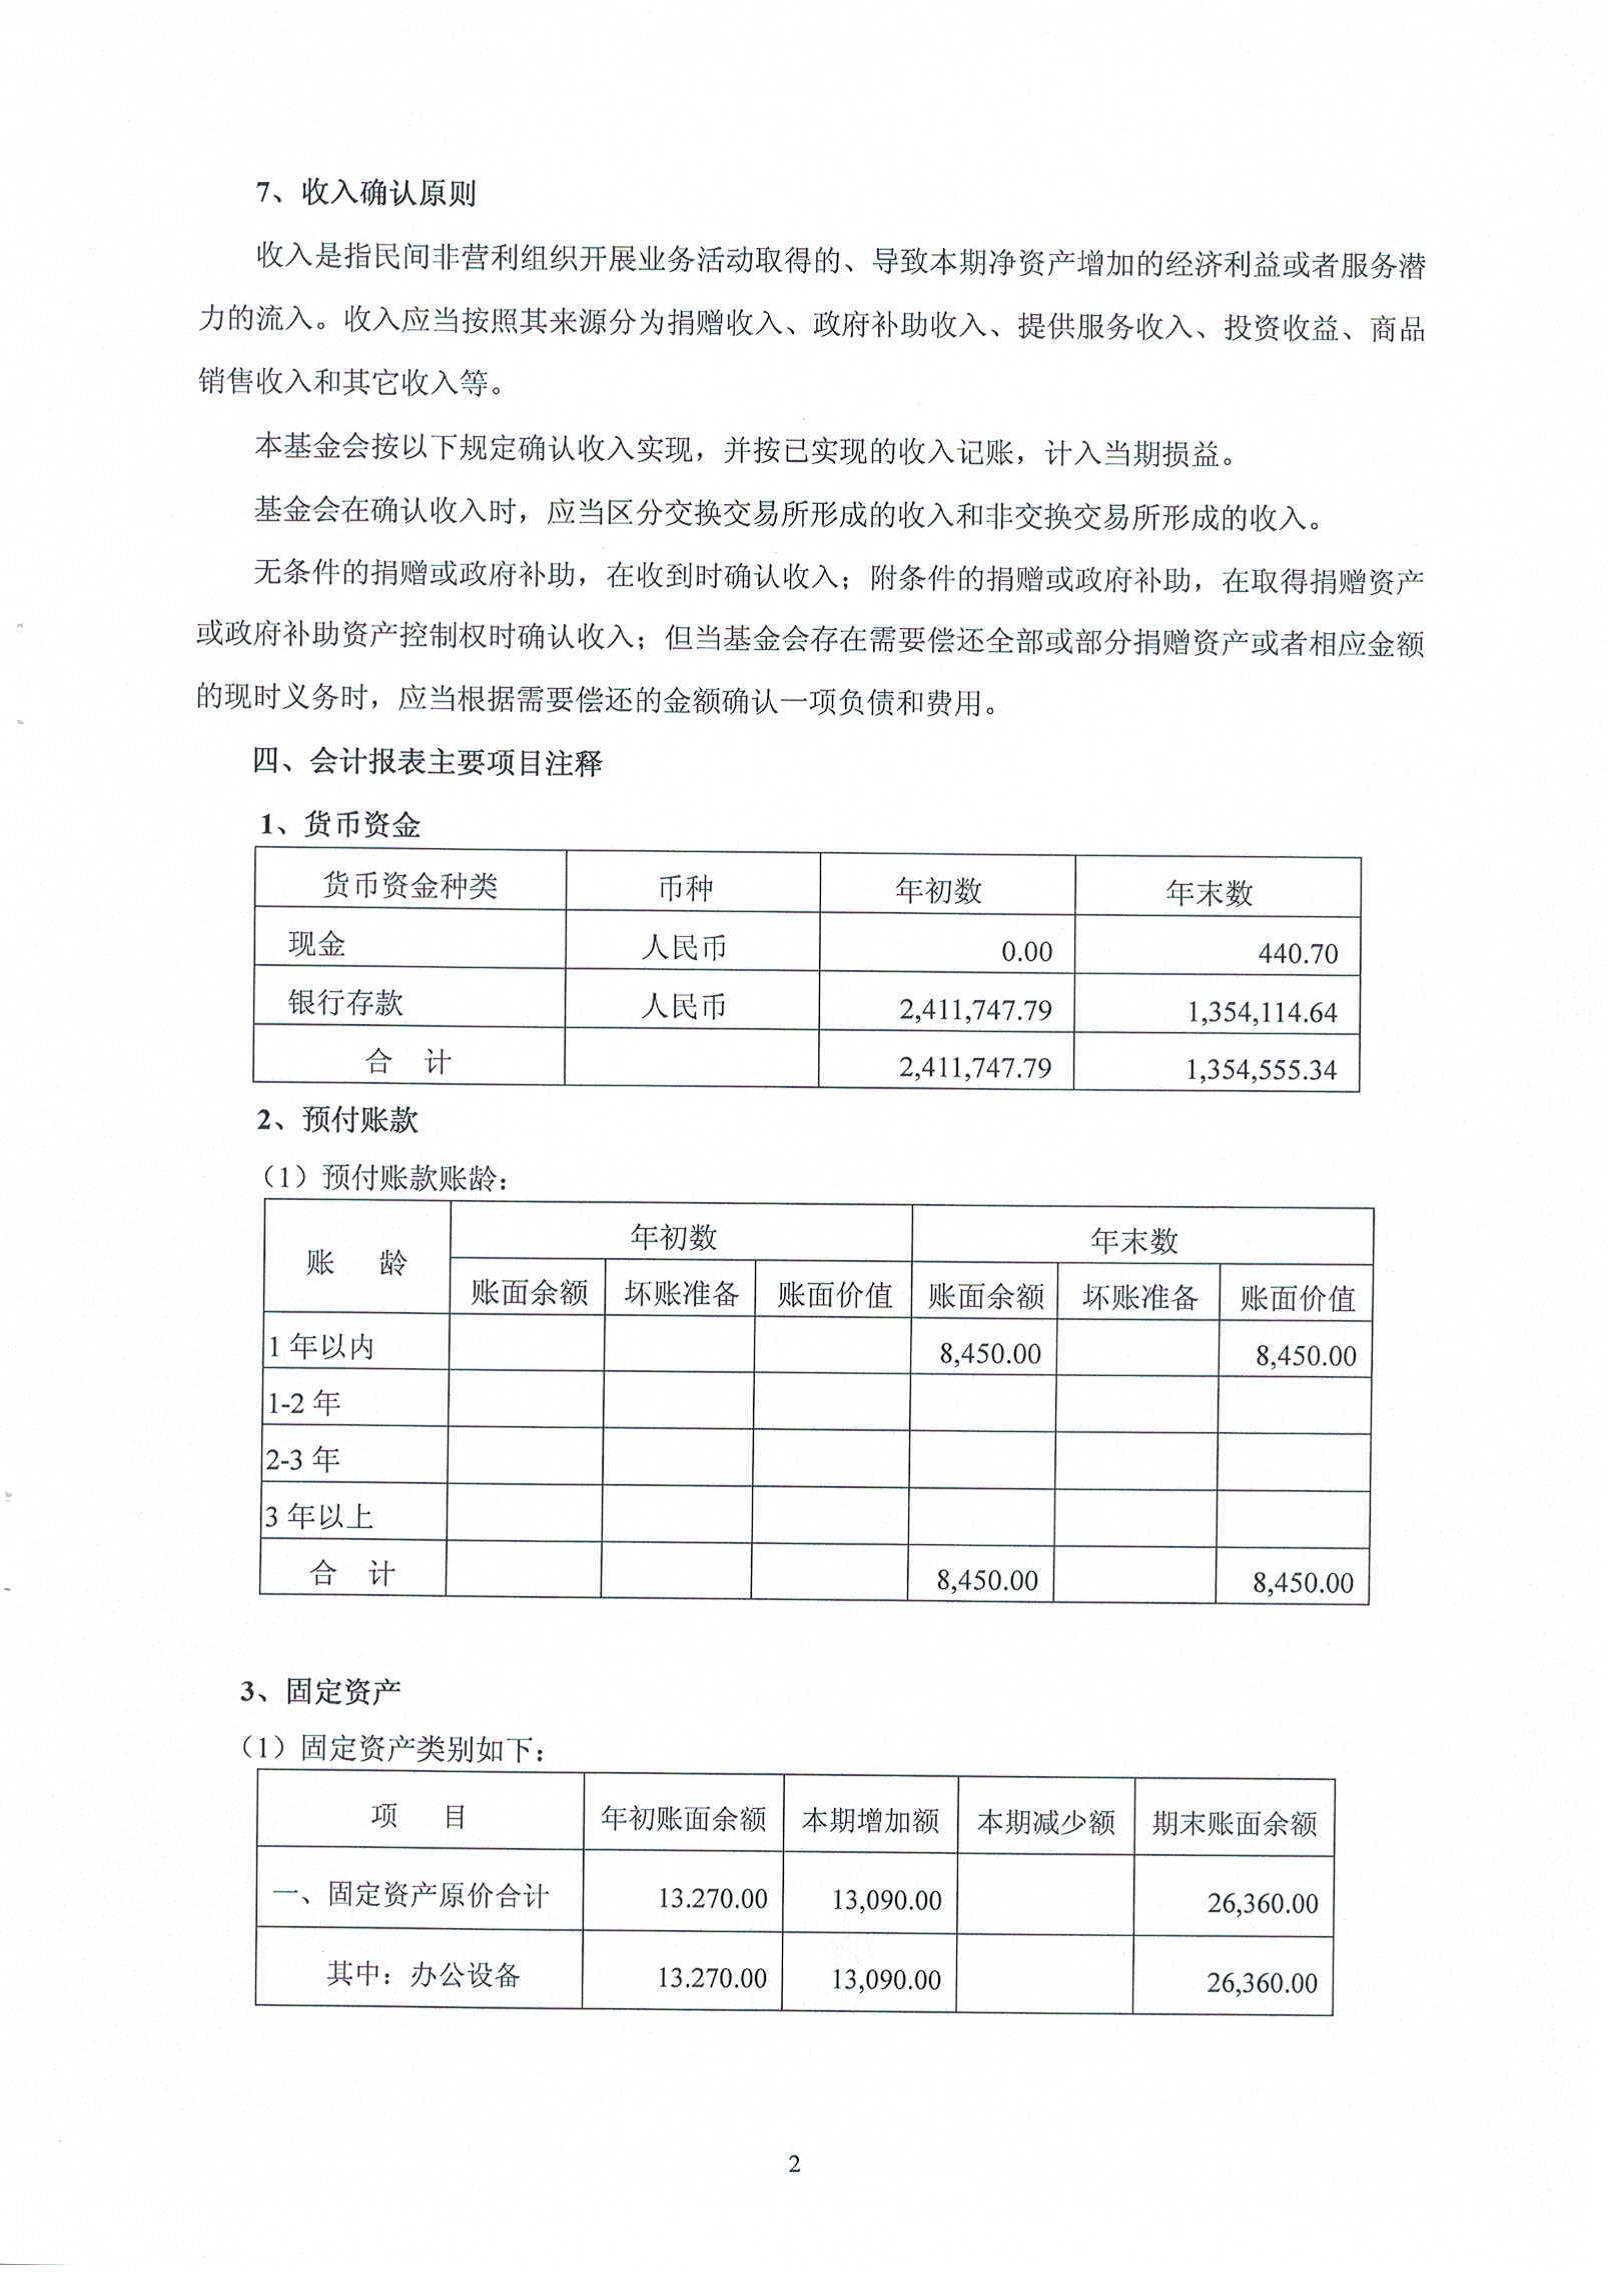 7、收入确认原则
收入是指民间非营利组织开展业务活动取得的、导致本期净资产增加的经济利益或者服务潜
力的流入。收入应当按照其来源分为捐赠收入、政府补助收入、提供服务收入、投资收益、商品
销售收入和其它收入等。
本基金会按以下规定确认收入实现，并按已实现的收入记账，计入当期损益。
基金会在确认收入时，应当区分交换交易所形成的收入和非交换交易所形成的收入。
无条件的捐赠或政府补助，在收到时确认收入；附条件的捐赠或政府补助，在取得捐赠资产
或政府补助资产控制权时确认收入；但当基金会存在需要偿还全部或部分捐赠资产或者相应金额
的现时义务时，应当根据需要偿还的金额确认一项负债和费用。
四、会计报表主要项目注释
1、货币资金
货币资金种类 币种 年初数 年末数
现金 人民币 0.00 440.70
银行存款 人民币 2,411,747.79 1,354,114.64
合 计 2,411,747.79 1,354,555.34
2、预付账款
（1）预付账款账龄：
账 龄 年初数 年末数
账面余额 坏账准备 账面价值 账面余额 坏账准备 账面价值
1 年以内 8,450.00 8,450.00
1-2 年
2-3 年
3 年以上
合 计 8,450.00 8,450.00
3、固定资产
（1）固定资产类别如下：
项 目 年初账面余额 本期增加额 本期减少额 期末账面余额
一、固定资产原价合计 13.270.00 13,090.00 26,360.00
其中：办公设备 13.270.00 13,090.00 26,360.00
2